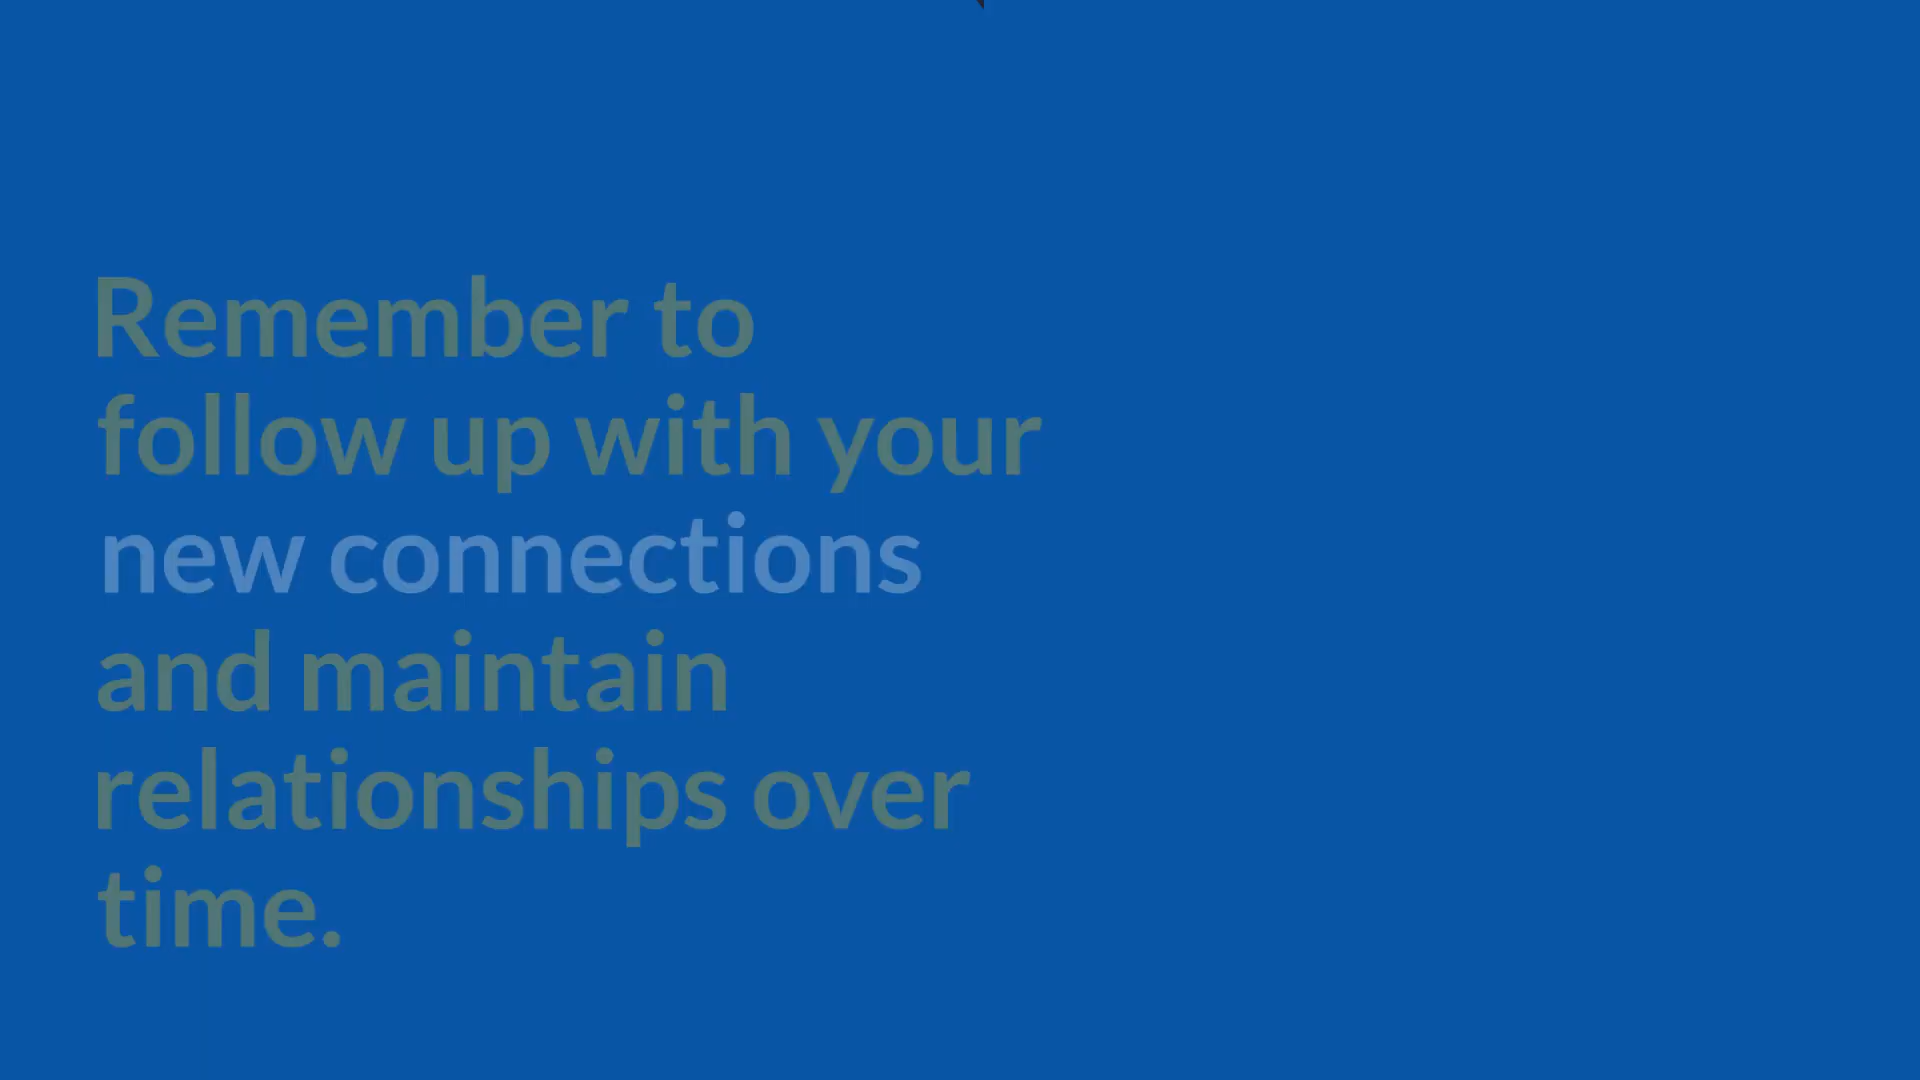 Remember to
follow up with your
new connections
and maintain
relationships over
time.